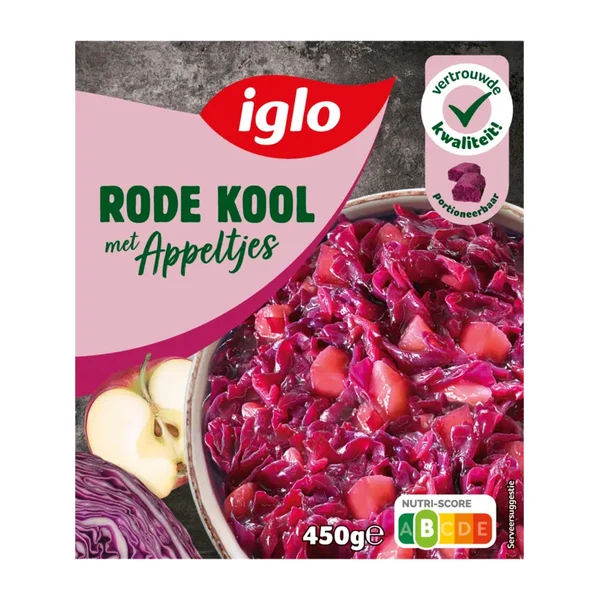 iglo
vertrouwde
kwaliteit!
portioneerbaar
RODE KOOL
met Appeltjes
NUTRI-SCORE
A B C D E
450g℮
Serveersuggestie